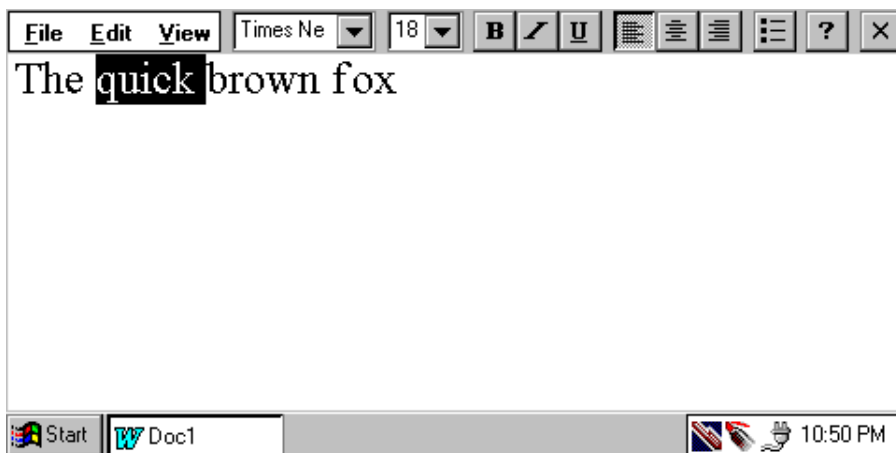 File Edit View Times Ne 18 B I U ? ×
The quick brown fox
Start Doc1 10:50 PM